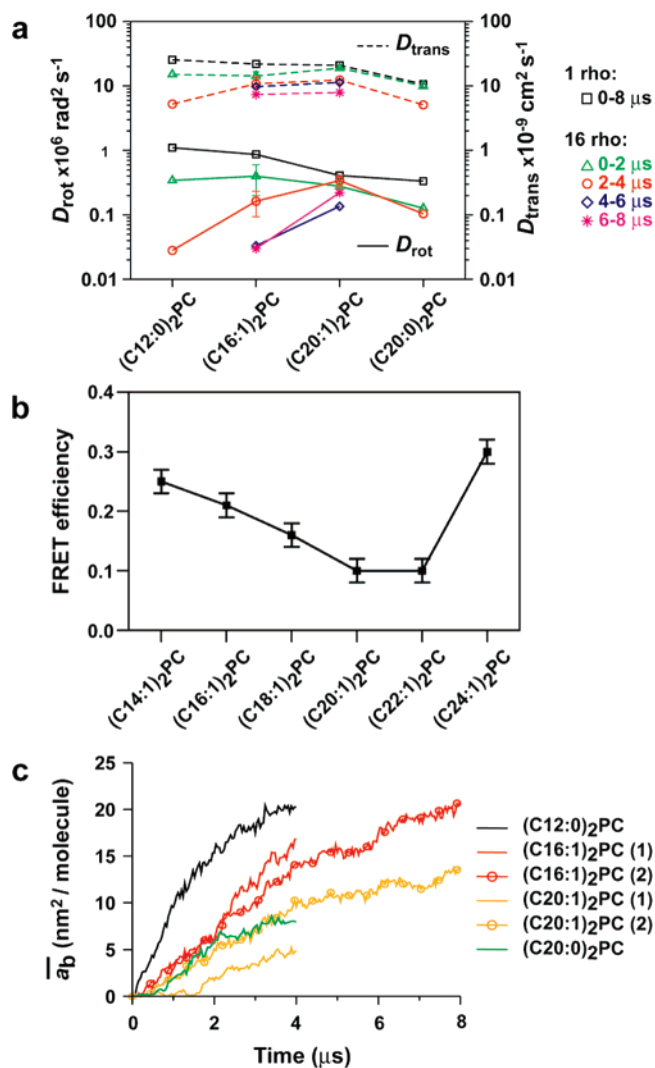 a
100
10
1
0.1
0.01
D_rot x10⁶ rad² s⁻¹
D_trans
D_rot
100
10
1
0.1
0.01
D_trans x10⁻⁹ cm² s⁻¹
(C12:0)₂PC
(C16:1)₂PC
(C20:1)₂PC
(C20:0)₂PC
1 rho:
0-8 μs
16 rho:
0-2 μs
2-4 μs
4-6 μs
6-8 μs
b
0.4
0.3
0.2
0.1
0.0
FRET efficiency
(C14:1)₂PC
(C16:1)₂PC
(C18:1)₂PC
(C20:1)₂PC
(C22:1)₂PC
(C24:1)₂PC
c
25
20
15
10
5
0
a̅_b̅ (nm² / molecule)
0
2
4
6
8
Time (μs)
(C12:0)₂PC
(C16:1)₂PC (1)
(C16:1)₂PC (2)
(C20:1)₂PC (1)
(C20:1)₂PC (2)
(C20:0)₂PC